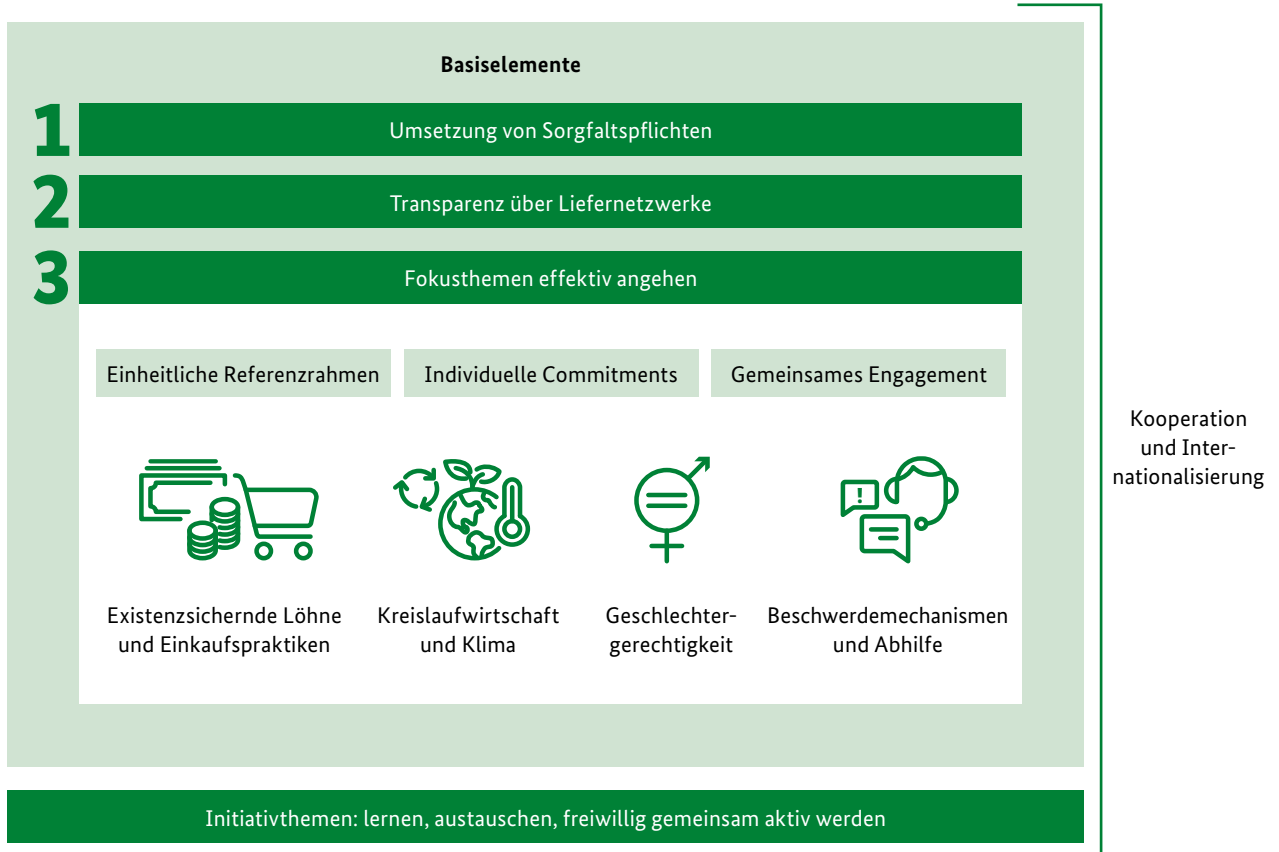 Basiselemente
1
Umsetzung von Sorgfaltspflichten
2
Transparenz über Liefernetzwerke
3
Fokusthemen effektiv angehen
Einheitliche Referenzrahmen
Individuelle Commitments
Gemeinsames Engagement
!
Existenzsichernde Löhne
und Einkaufspraktiken
Kreislaufwirtschaft
und Klima
Geschlechter-
gerechtigkeit
Beschwerdemechanismen
und Abhilfe
Kooperation
und Inter-
nationalisierung
Initiativthemen: lernen, austauschen, freiwillig gemeinsam aktiv werden